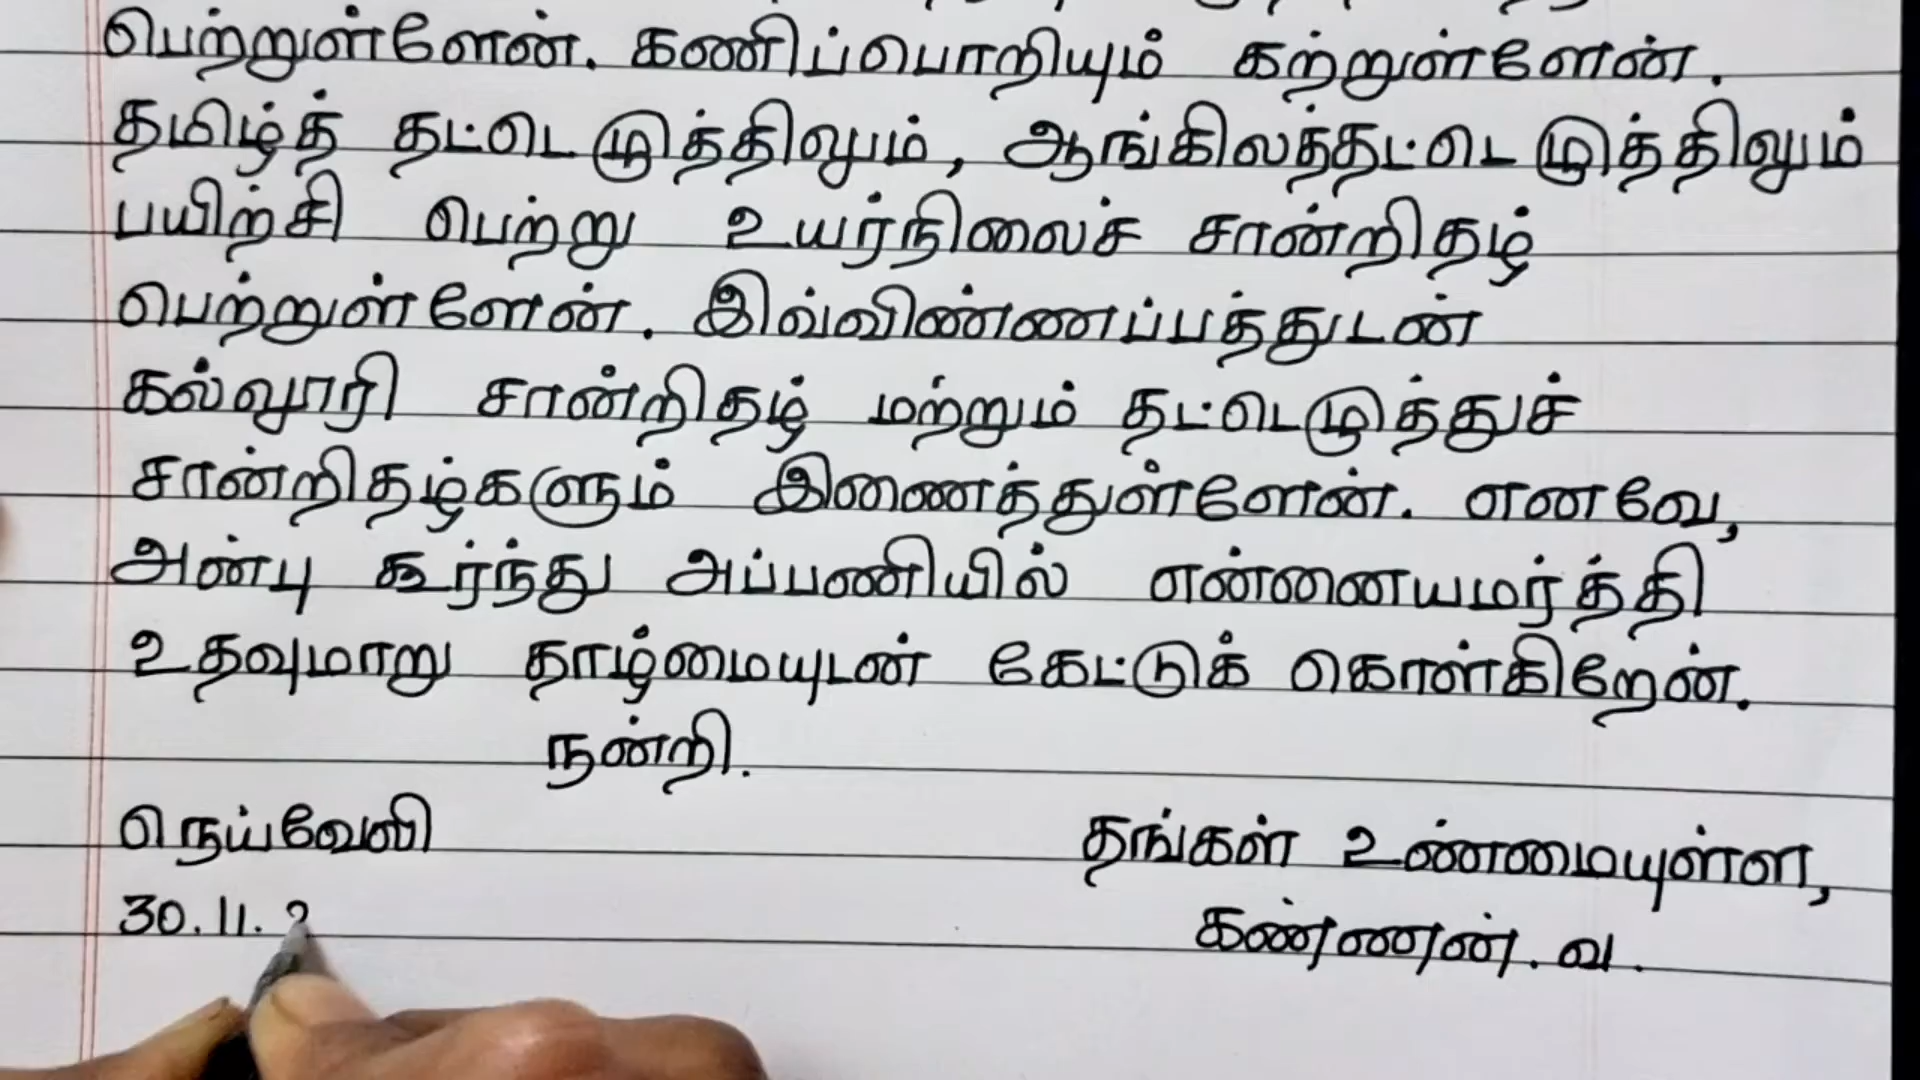 பெற்றுள்ளேன். கணிப்பொறியும் கற்றுள்ளேன்.
தமிழ்த் தட்டெழுத்திலும், ஆங்கிலத்தட்டெழுத்திலும்
பயிற்சி பெற்று உயர்நிலைச் சான்றிதழ்
பெற்றுள்ளேன். இவ்விண்ணப்பத்துடன்
கல்லூரி சான்றிதழ் மற்றும் தட்டெழுத்துச்
சான்றிதழ்களும் இணைத்துள்ளேன். எனவே,
அன்பு கூர்ந்து அப்பணியில் என்னையமர்த்தி
உதவுமாறு தாழ்மையுடன் கேட்டுக் கொள்கிறேன்.
நன்றி.
நெய்வேலி
தங்கள் உண்மையுள்ள,
30.11.2
கண்ணன். வ.